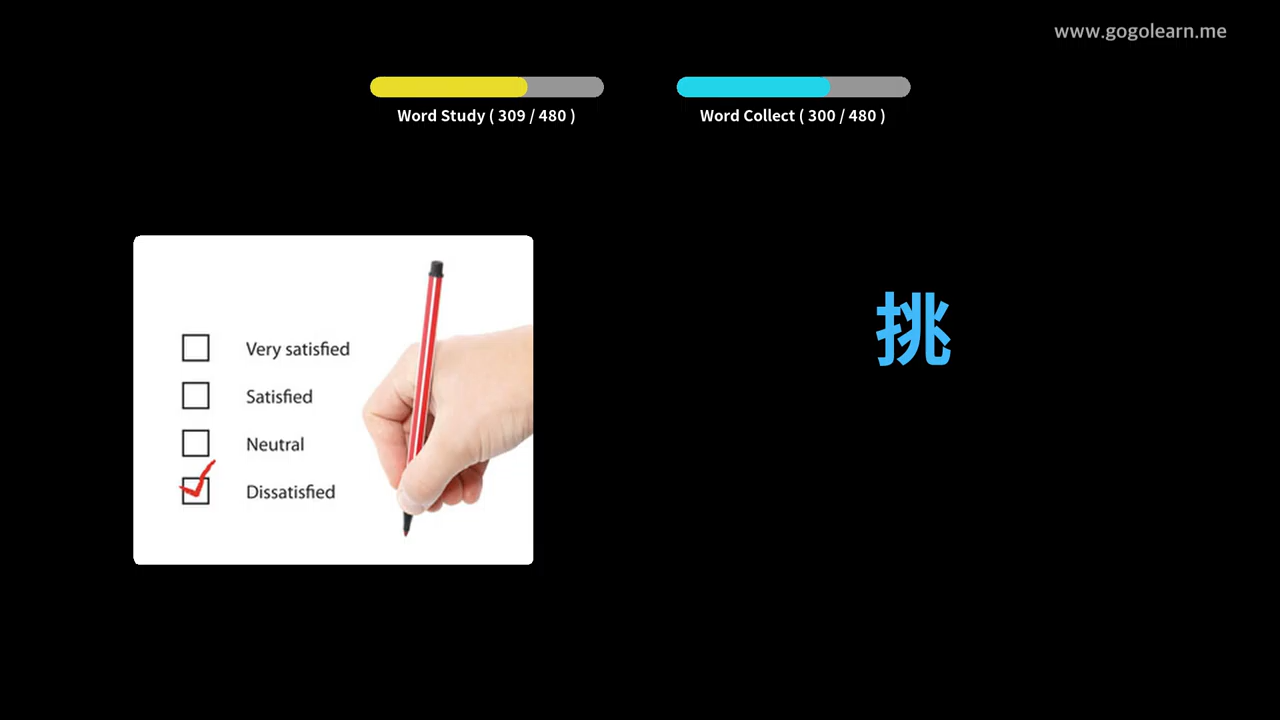 www.gogolearn.me
Word Study ( 309 / 480 )
Word Collect ( 300 / 480 )
Very satisfied
Satisfied
Neutral
Dissatisfied
挑